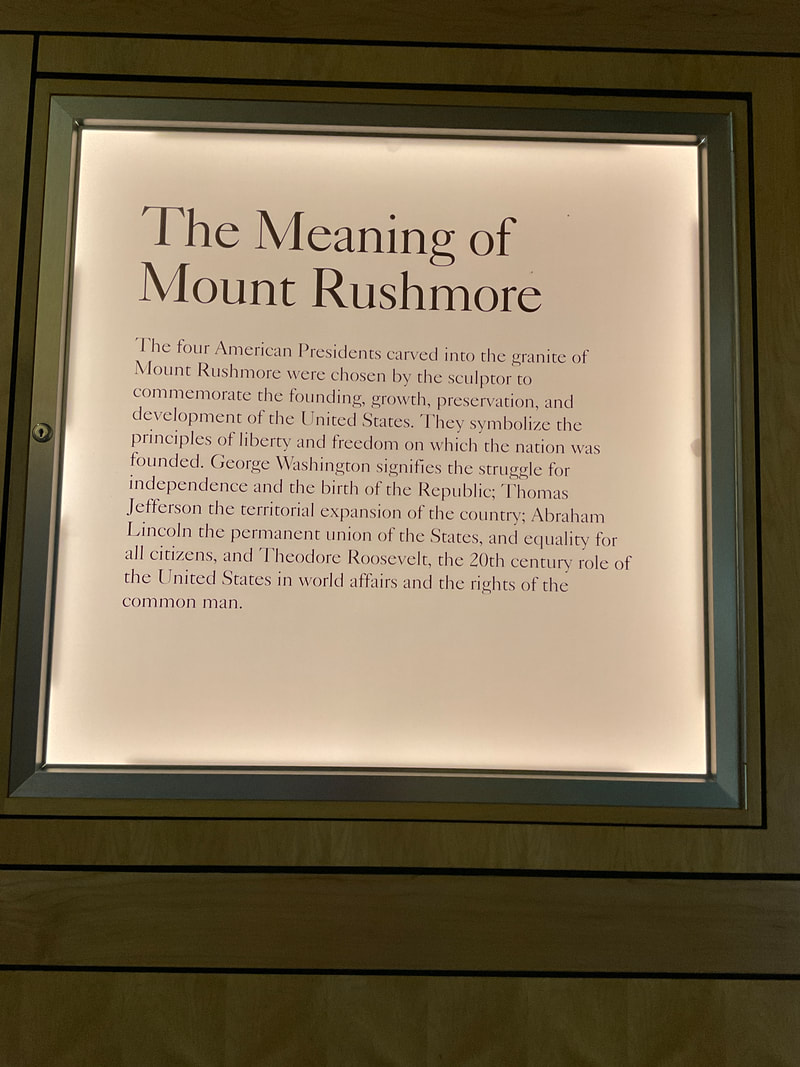 The Meaning of
Mount Rushmore
The four American Presidents carved into the granite of
Mount Rushmore were chosen by the sculptor to
commemorate the founding, growth, preservation, and
development of the United States. They symbolize the
principles of liberty and freedom on which the nation was
founded. George Washington signifies the struggle for
independence and the birth of the Republic; Thomas
Jefferson the territorial expansion of the country; Abraham
Lincoln the permanent union of the States, and equality for
all citizens, and Theodore Roosevelt, the 20th century role of
the United States in world affairs and the rights of the
common man.